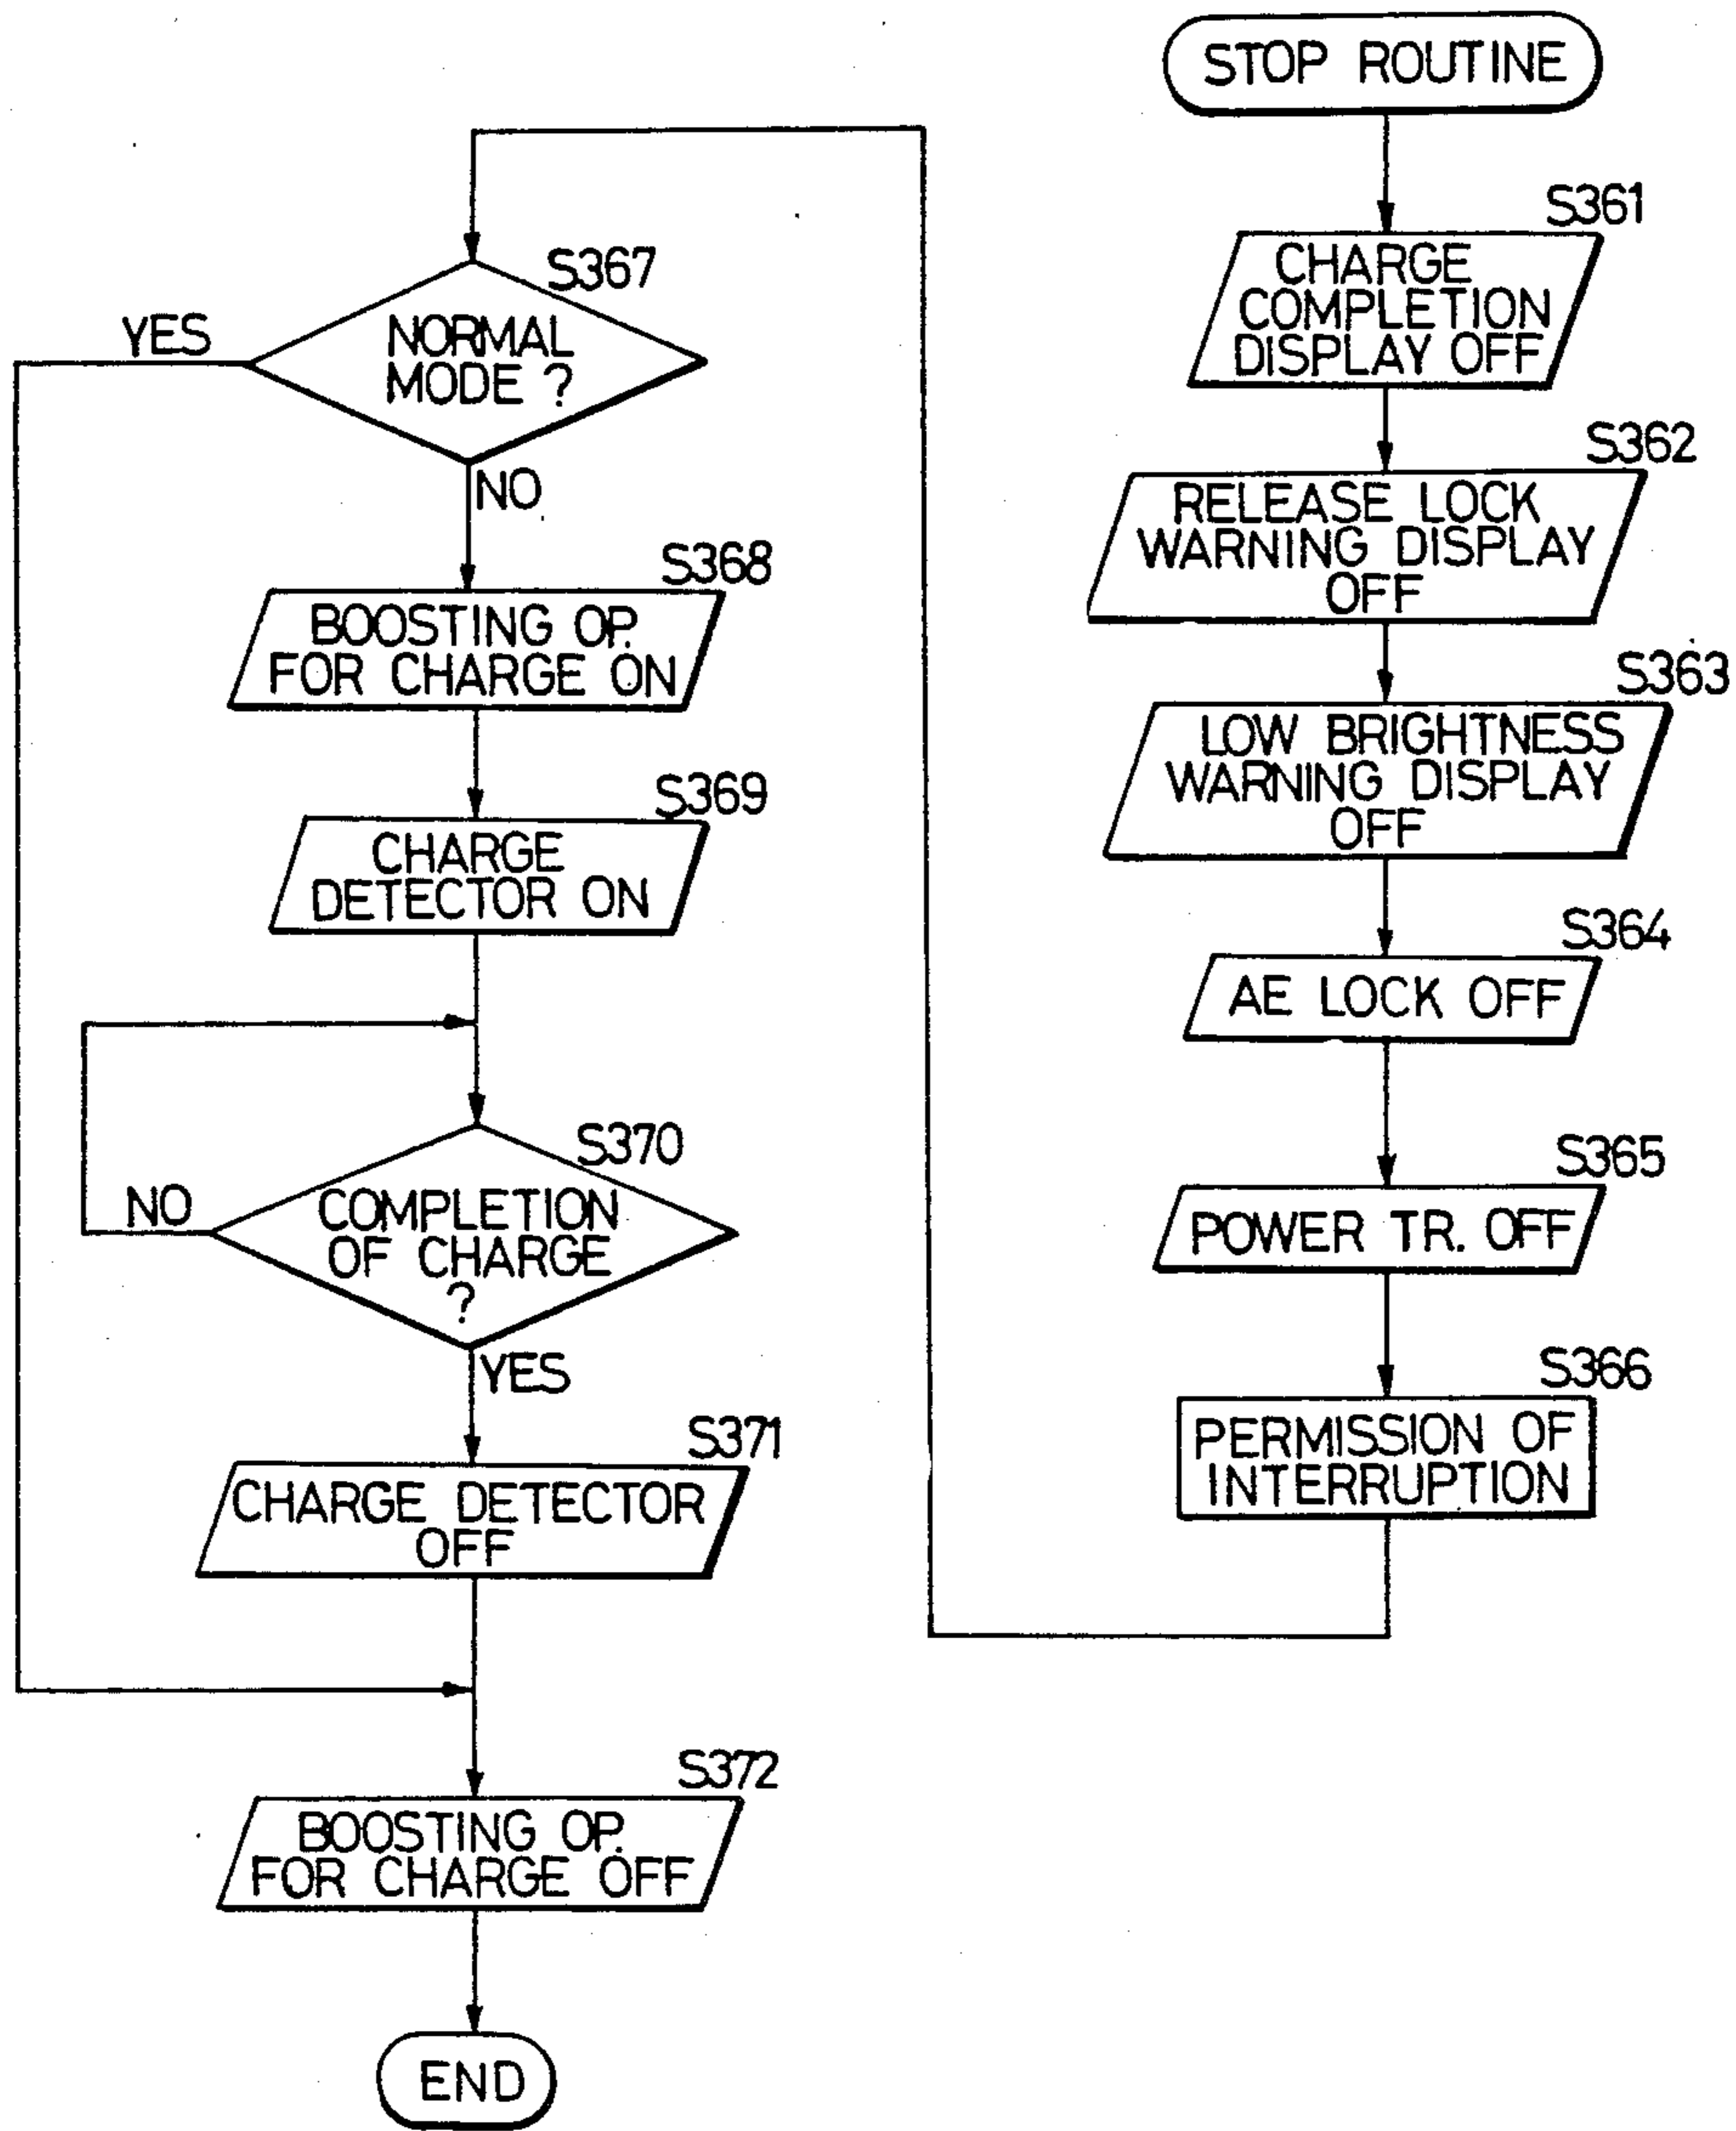 STOP ROUTINE
S361
CHARGE
COMPLETION
DISPLAY OFF
S362
RELEASE LOCK
WARNING DISPLAY
OFF
S363
LOW BRIGHTNESS
WARNING DISPLAY
OFF
S364
AE LOCK OFF
S365
POWER TR. OFF
S366
PERMISSION OF
INTERRUPTION
S367
NORMAL
MODE ?
YES
NO
S368
BOOSTING OP.
FOR CHARGE ON
S369
CHARGE
DETECTOR ON
S370
COMPLETION
OF CHARGE
?
NO
YES
S371
CHARGE DETECTOR
OFF
S372
BOOSTING OP.
FOR CHARGE OFF
END